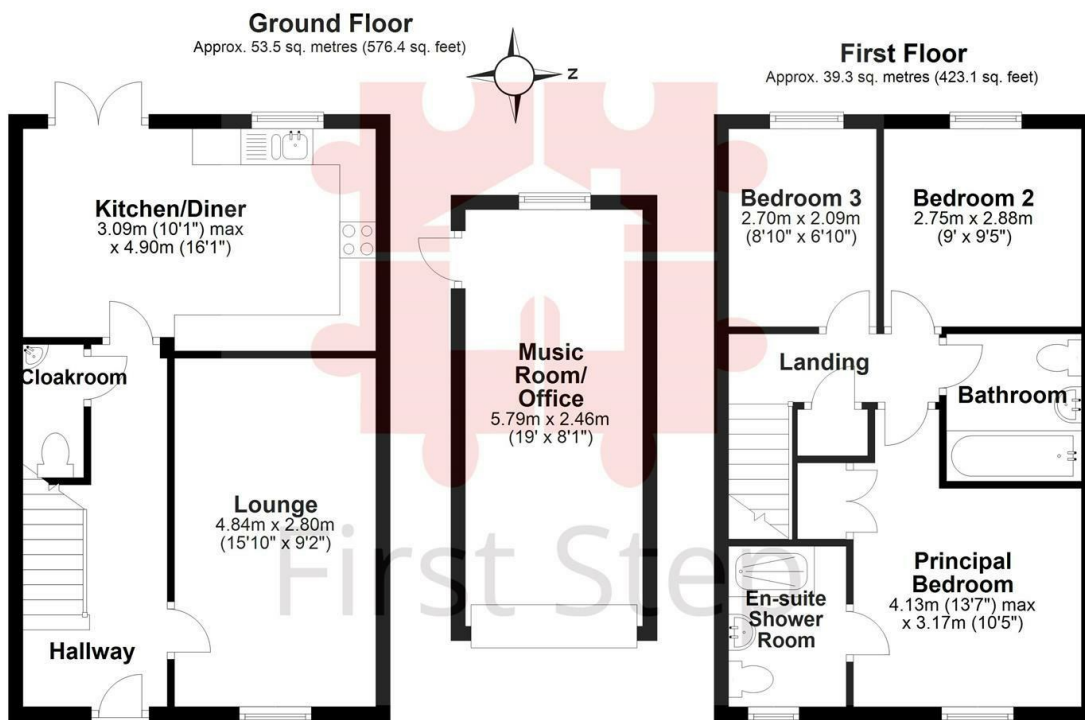 Ground Floor
Approx. 53.5 sq. metres (576.4 sq. feet)
Kitchen/Diner
3.09m (10'1") max
x 4.90m (16'1")
Cloakroom
Lounge
4.84m x 2.80m
(15'10" x 9'2")
Hallway
Z
Music
Room/
Office
5.79m x 2.46m
(19' x 8'1")
First Floor
Approx. 39.3 sq. metres (423.1 sq. feet)
Bedroom 3
2.70m x 2.09m
(8'10" x 6'10")
Bedroom 2
2.75m x 2.88m
(9' x 9'5")
Landing
Bathroom
Principal
Bedroom
4.13m (13'7") max
x 3.17m (10'5")
En-suite
Shower
Room
First Step